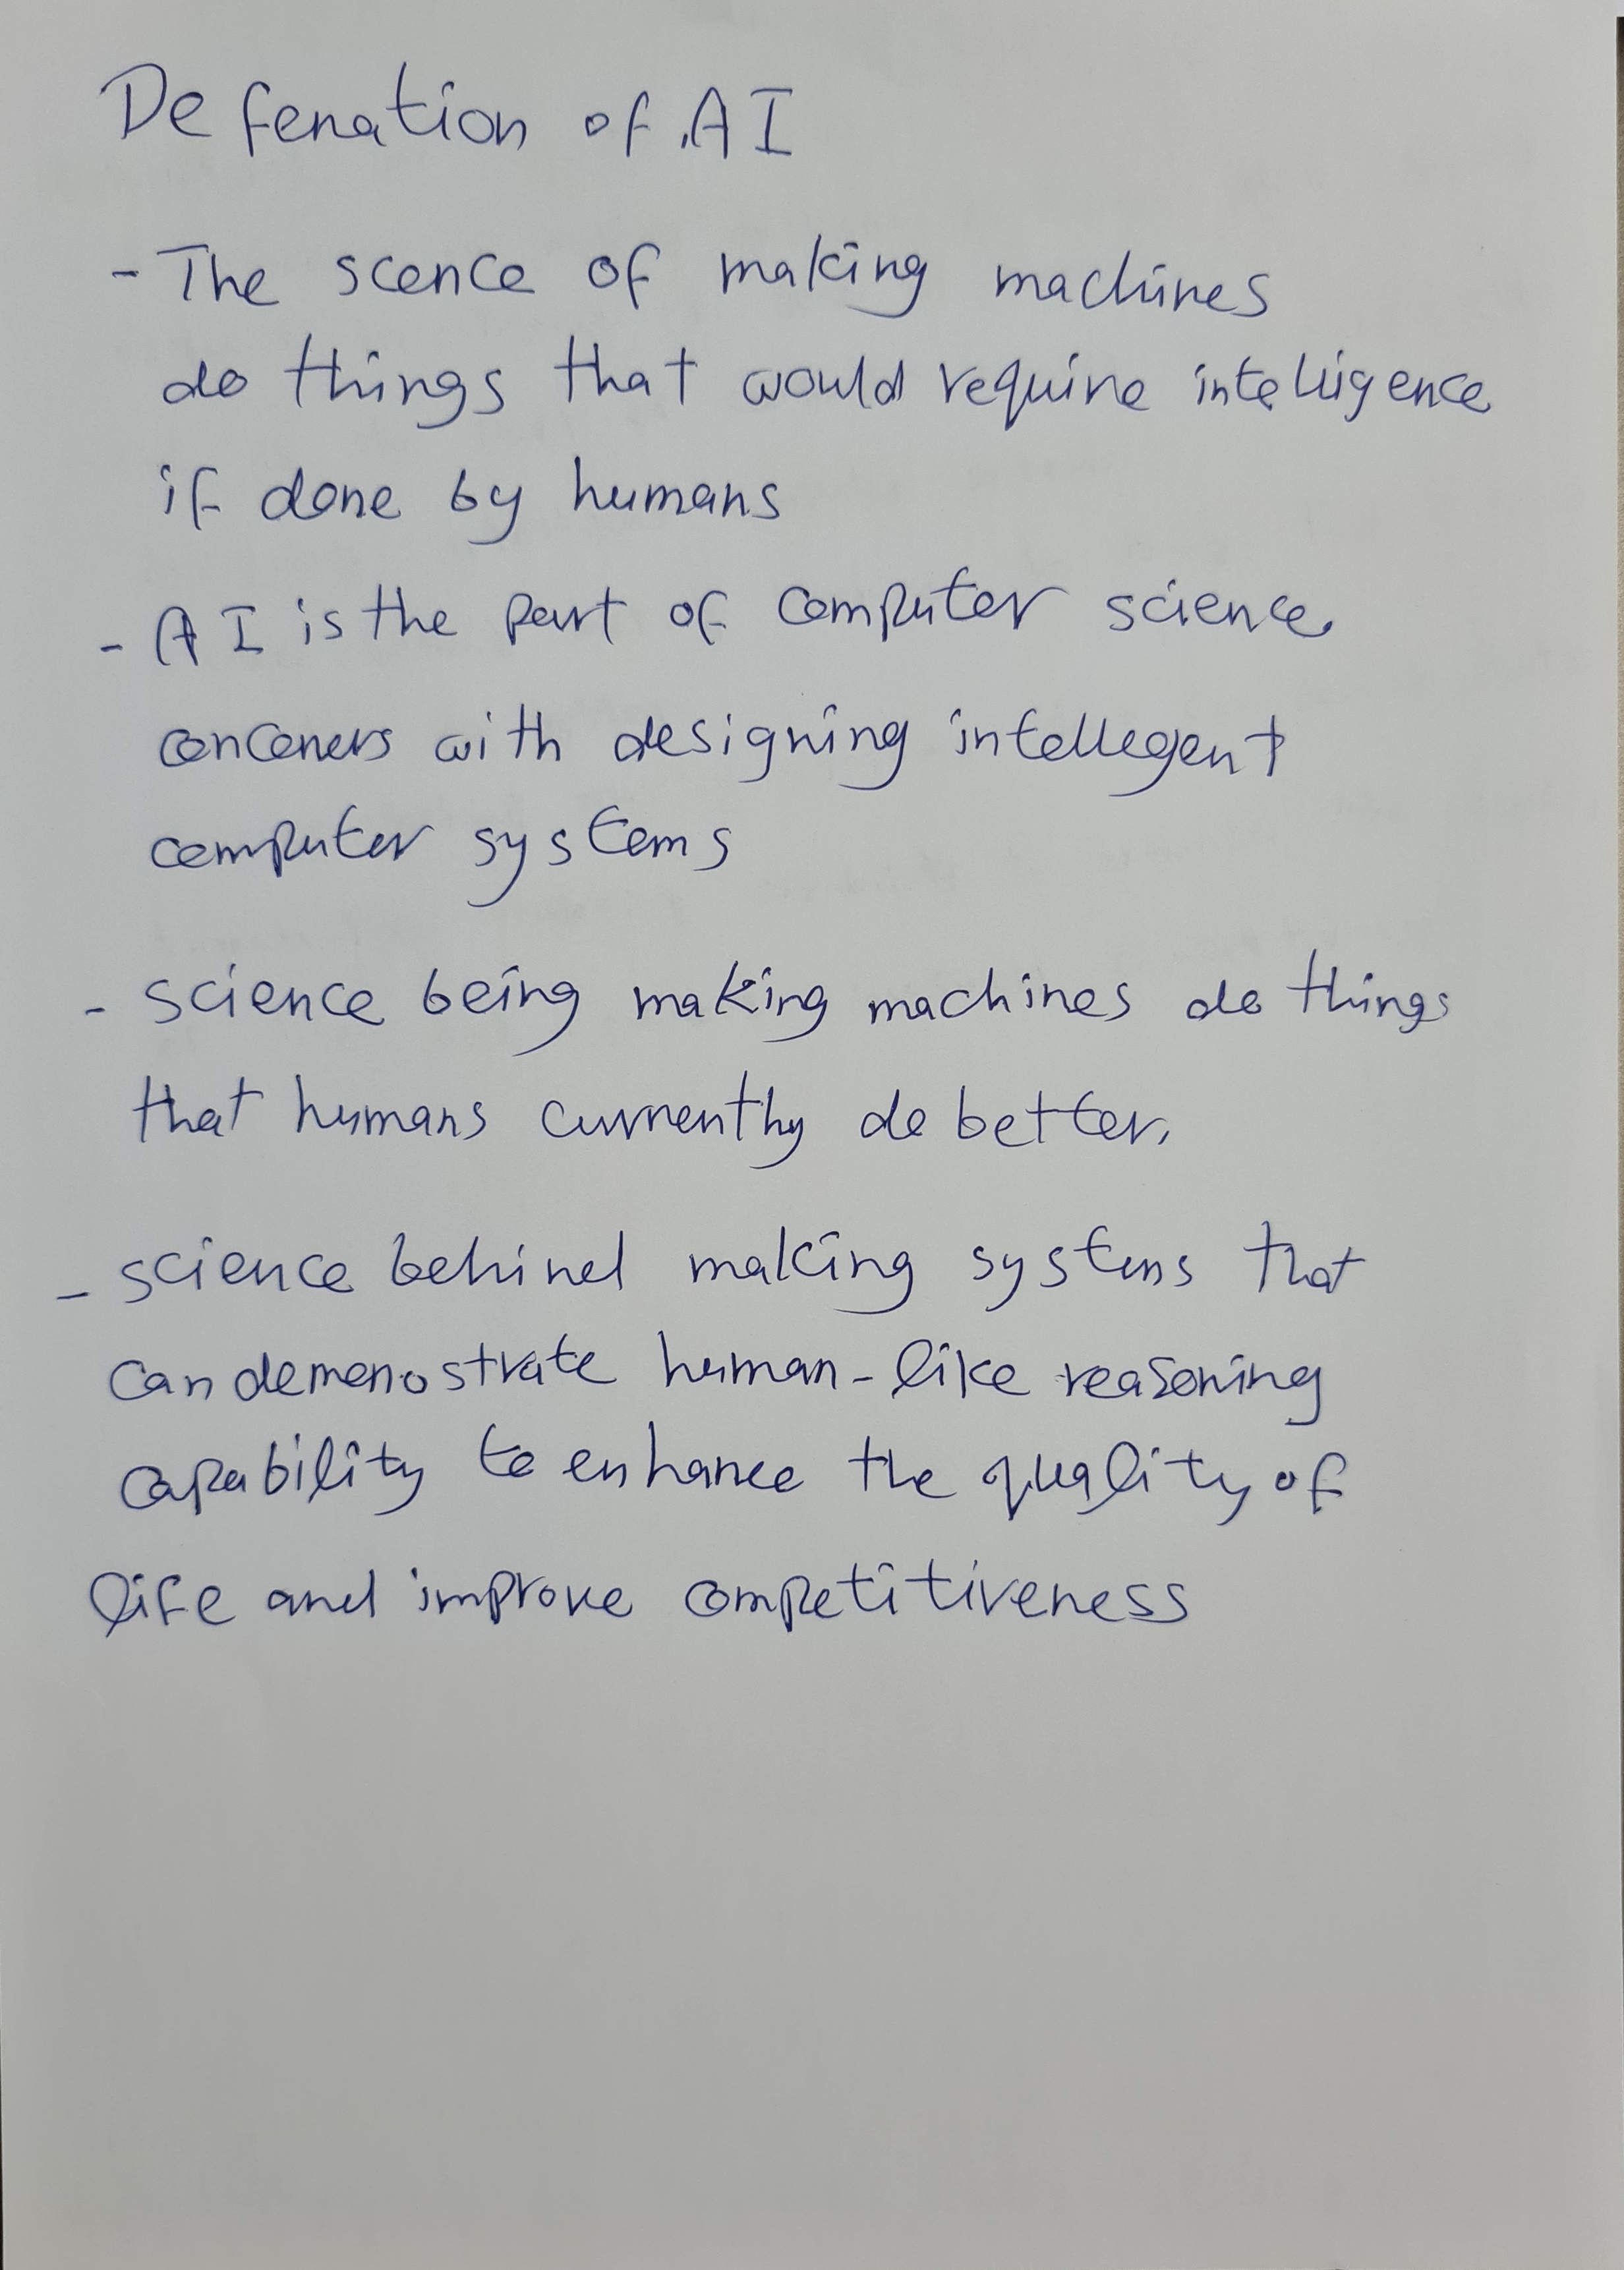 Defenation of AI
- The scence of making machines
do things that would require intelligence
if done by humans
- AI is the part of computer science
conceners with designing intellegent
computer systems
- science being making machines do things
that humans currently do better.
- science behind making systems that
can demenostrate human-like reasoning
capability to enhance the quality of
life and improve competitiveness